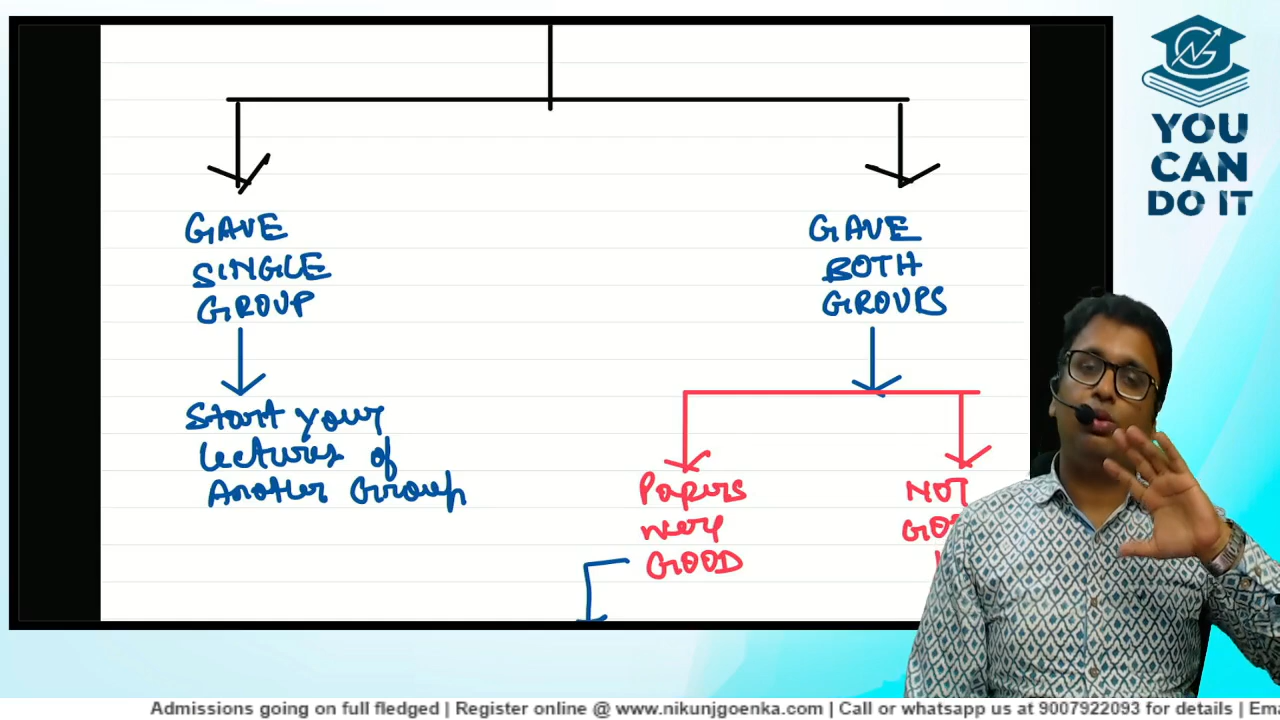 GAVE
SINGLE
GROUP
Start your
Lectures of
Another Group
GAVE
BOTH
GROUPS
Papers
very
GOOD
NOT
YOU
CAN
DO IT
Admissions going on full fledged | Register online @ www.nikunjgoenka.com | Call or whatsapp us at 9007922093 for details |